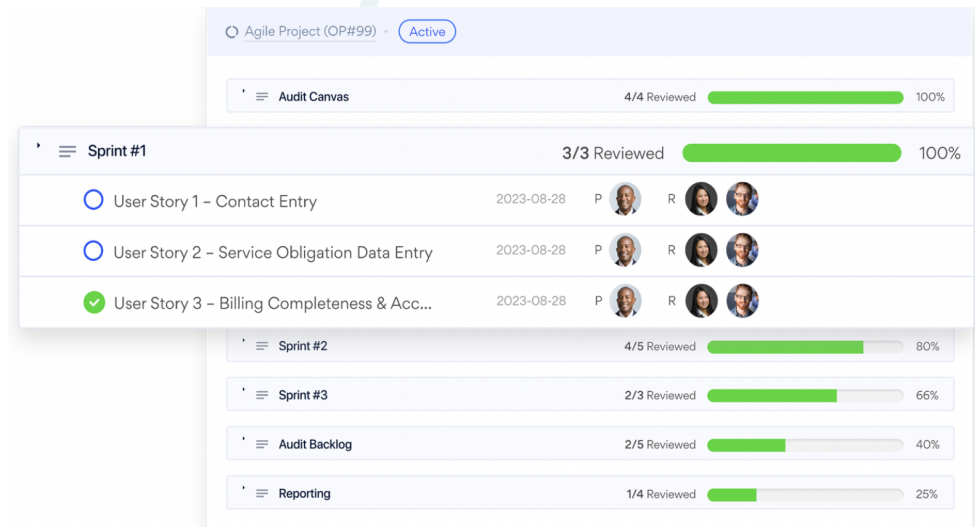 Agile Project (OP#99) - Active
Audit Canvas 4/4 Reviewed 100%
Sprint #1 3/3 Reviewed 100%
User Story 1 – Contact Entry 2023-08-28 P R
User Story 2 – Service Obligation Data Entry 2023-08-28 P R
User Story 3 – Billing Completeness & Acc... 2023-08-28 P R
Sprint #2 4/5 Reviewed 80%
Sprint #3 2/3 Reviewed 66%
Audit Backlog 2/5 Reviewed 40%
Reporting 1/4 Reviewed 25%